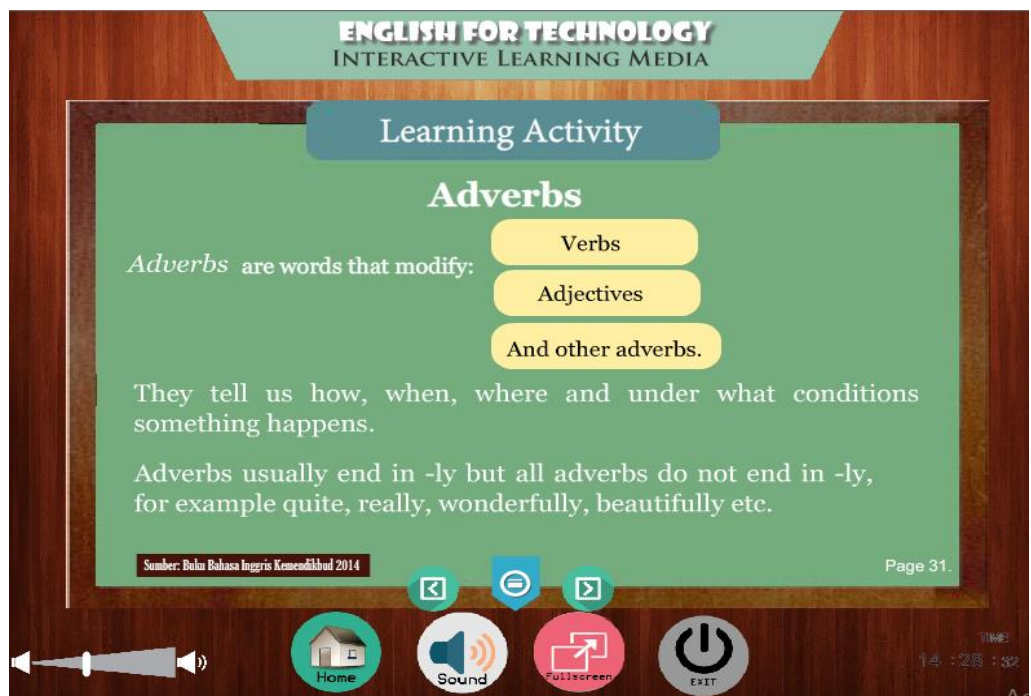 ENGLISH FOR TECHNOLOGY
INTERACTIVE LEARNING MEDIA
Learning Activity
Adverbs
Adverbs are words that modify:
Verbs
Adjectives
And other adverbs.
They tell us how, when, where and under what conditions
something happens.
Adverbs usually end in -ly but all adverbs do not end in -ly,
for example quite, really, wonderfully, beautifully etc.
Sumber: Buku Bahasa Inggris Kemendikbud 2014
Page 31.
Home
Sound
Fullscreen
EXIT
TIME
14 : 28 : 32